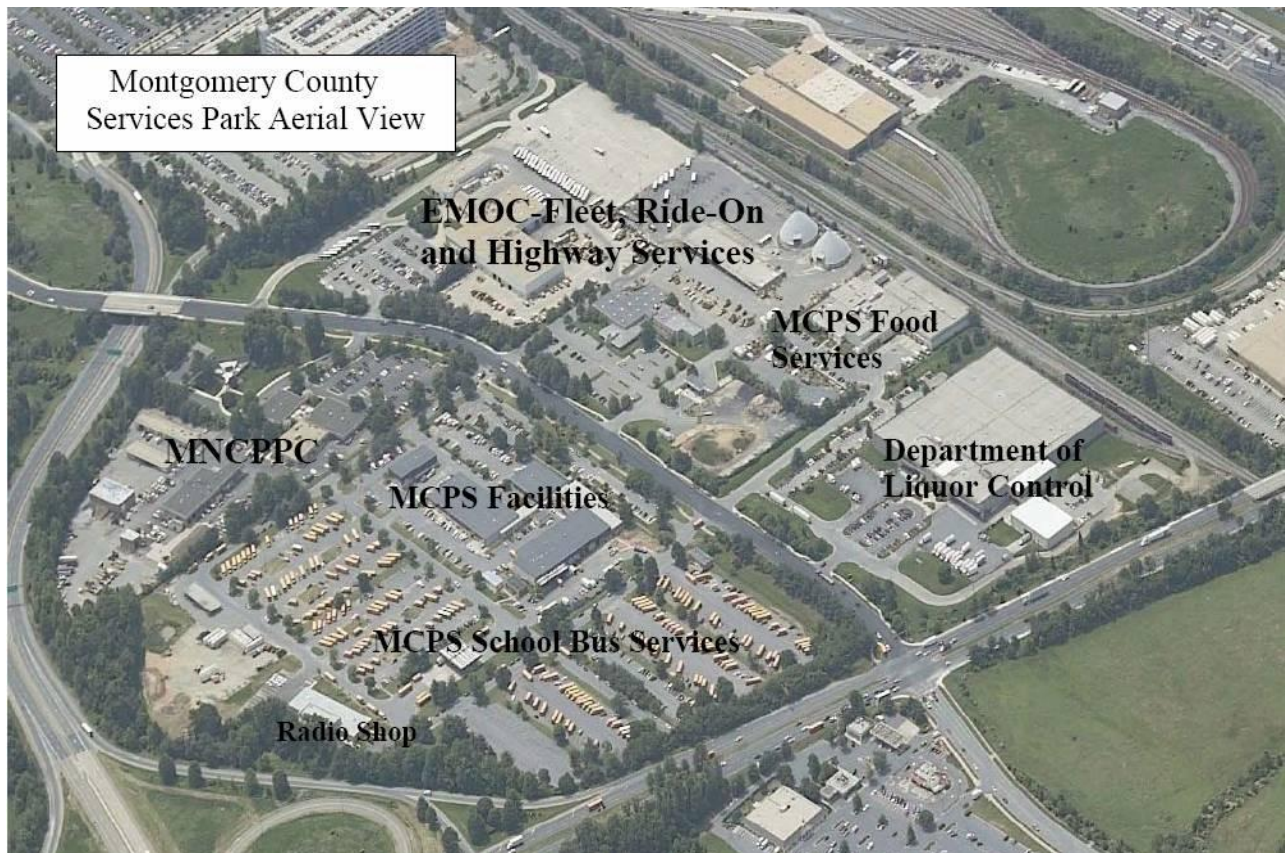 Montgomery County
Services Park Aerial View
EMOC-Fleet, Ride-On
and Highway Services
MCPS Food
Services
MNCPPC
Department of
Liquor Control
MCPS Facilities
MCPS School Bus Services
Radio Shop